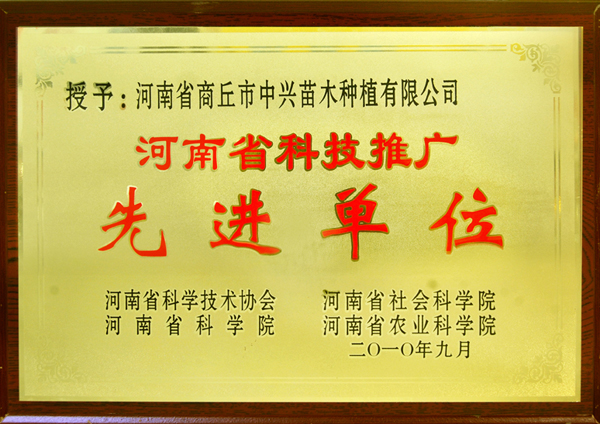 授予：河南省商丘市中兴苗木种植有限公司
河南省科技推广
先进单位
河南省科学技术协会 河南省社会科学院
河南省科学院 河南省农业科学院
二〇一〇年九月